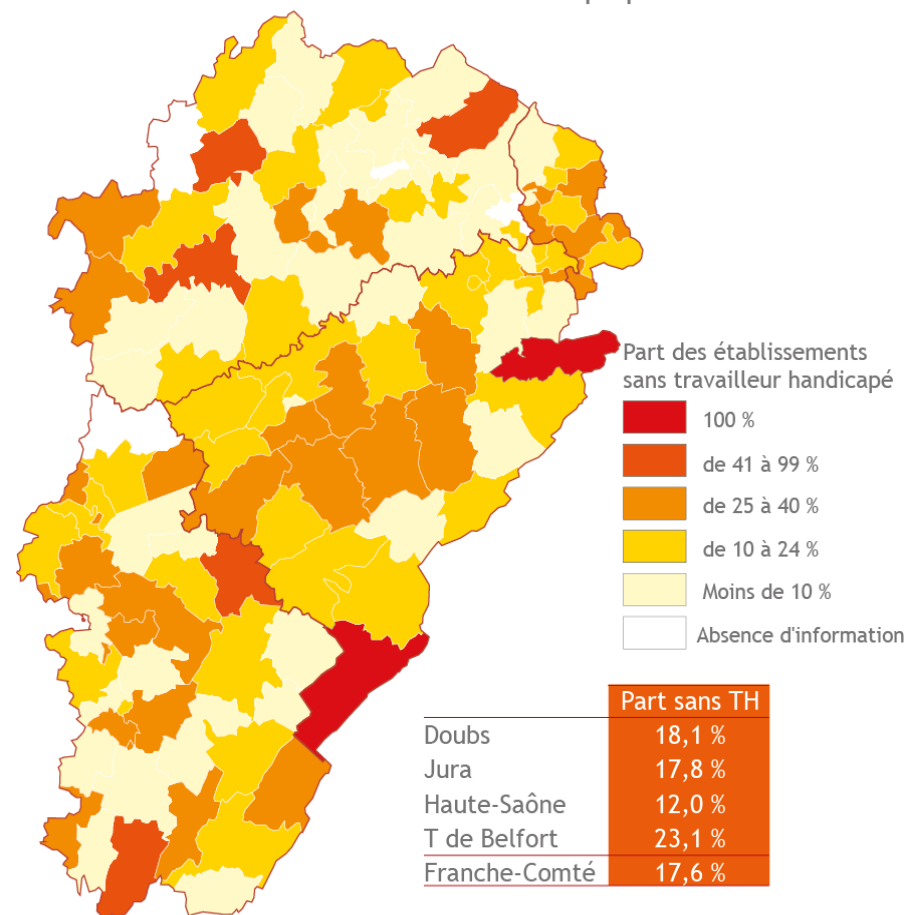 Part des établissements
sans travailleur handicapé
100 %
de 41 à 99 %
de 25 à 40 %
de 10 à 24 %
Moins de 10 %
Absence d'information
Part sans TH
Doubs 18,1 %
Jura 17,8 %
Haute-Saône 12,0 %
T de Belfort 23,1 %
Franche-Comté 17,6 %